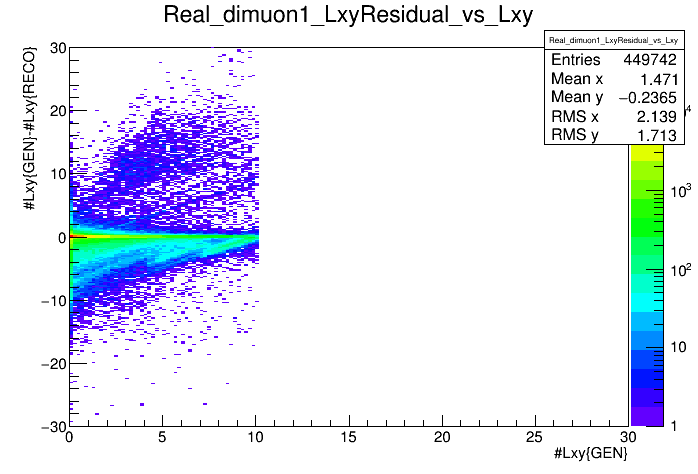 Real_dimuon1_LxyResidual_vs_Lxy
Real_dimuon1_LxyResidual_vs_Lxy
Entries 449742
Mean x 1.471
Mean y −0.2365
RMS x 2.139
RMS y 1.713
#Lxy{GEN}-#Lxy{RECO}
30
20
10
0
−10
−20
−30
0 5 10 15 20 25 30
#Lxy{GEN}
4
10³
10²
10
1